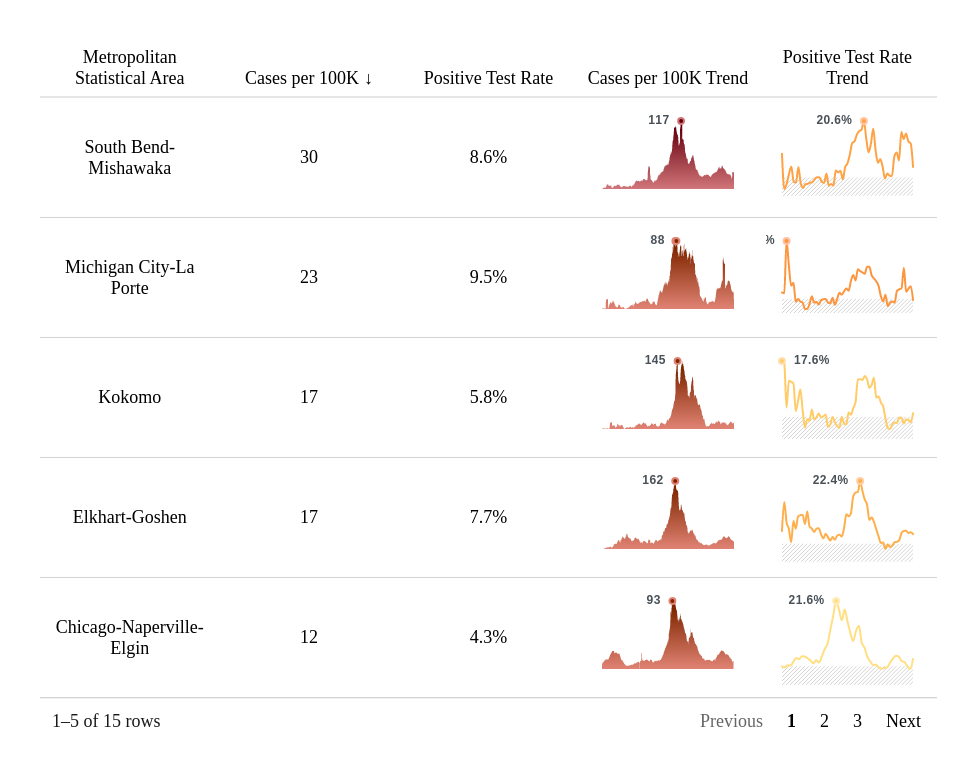 Metropolitan
Statistical Area
Cases per 100K ↓
Positive Test Rate
Cases per 100K Trend
Positive Test Rate
Trend
South Bend-
Mishawaka
30
8.6%
117
20.6%
Michigan City-La
Porte
23
9.5%
88
%
Kokomo
17
5.8%
145
17.6%
Elkhart-Goshen
17
7.7%
162
22.4%
Chicago-Naperville-
Elgin
12
4.3%
93
21.6%
1–5 of 15 rows
Previous 1 2 3 Next